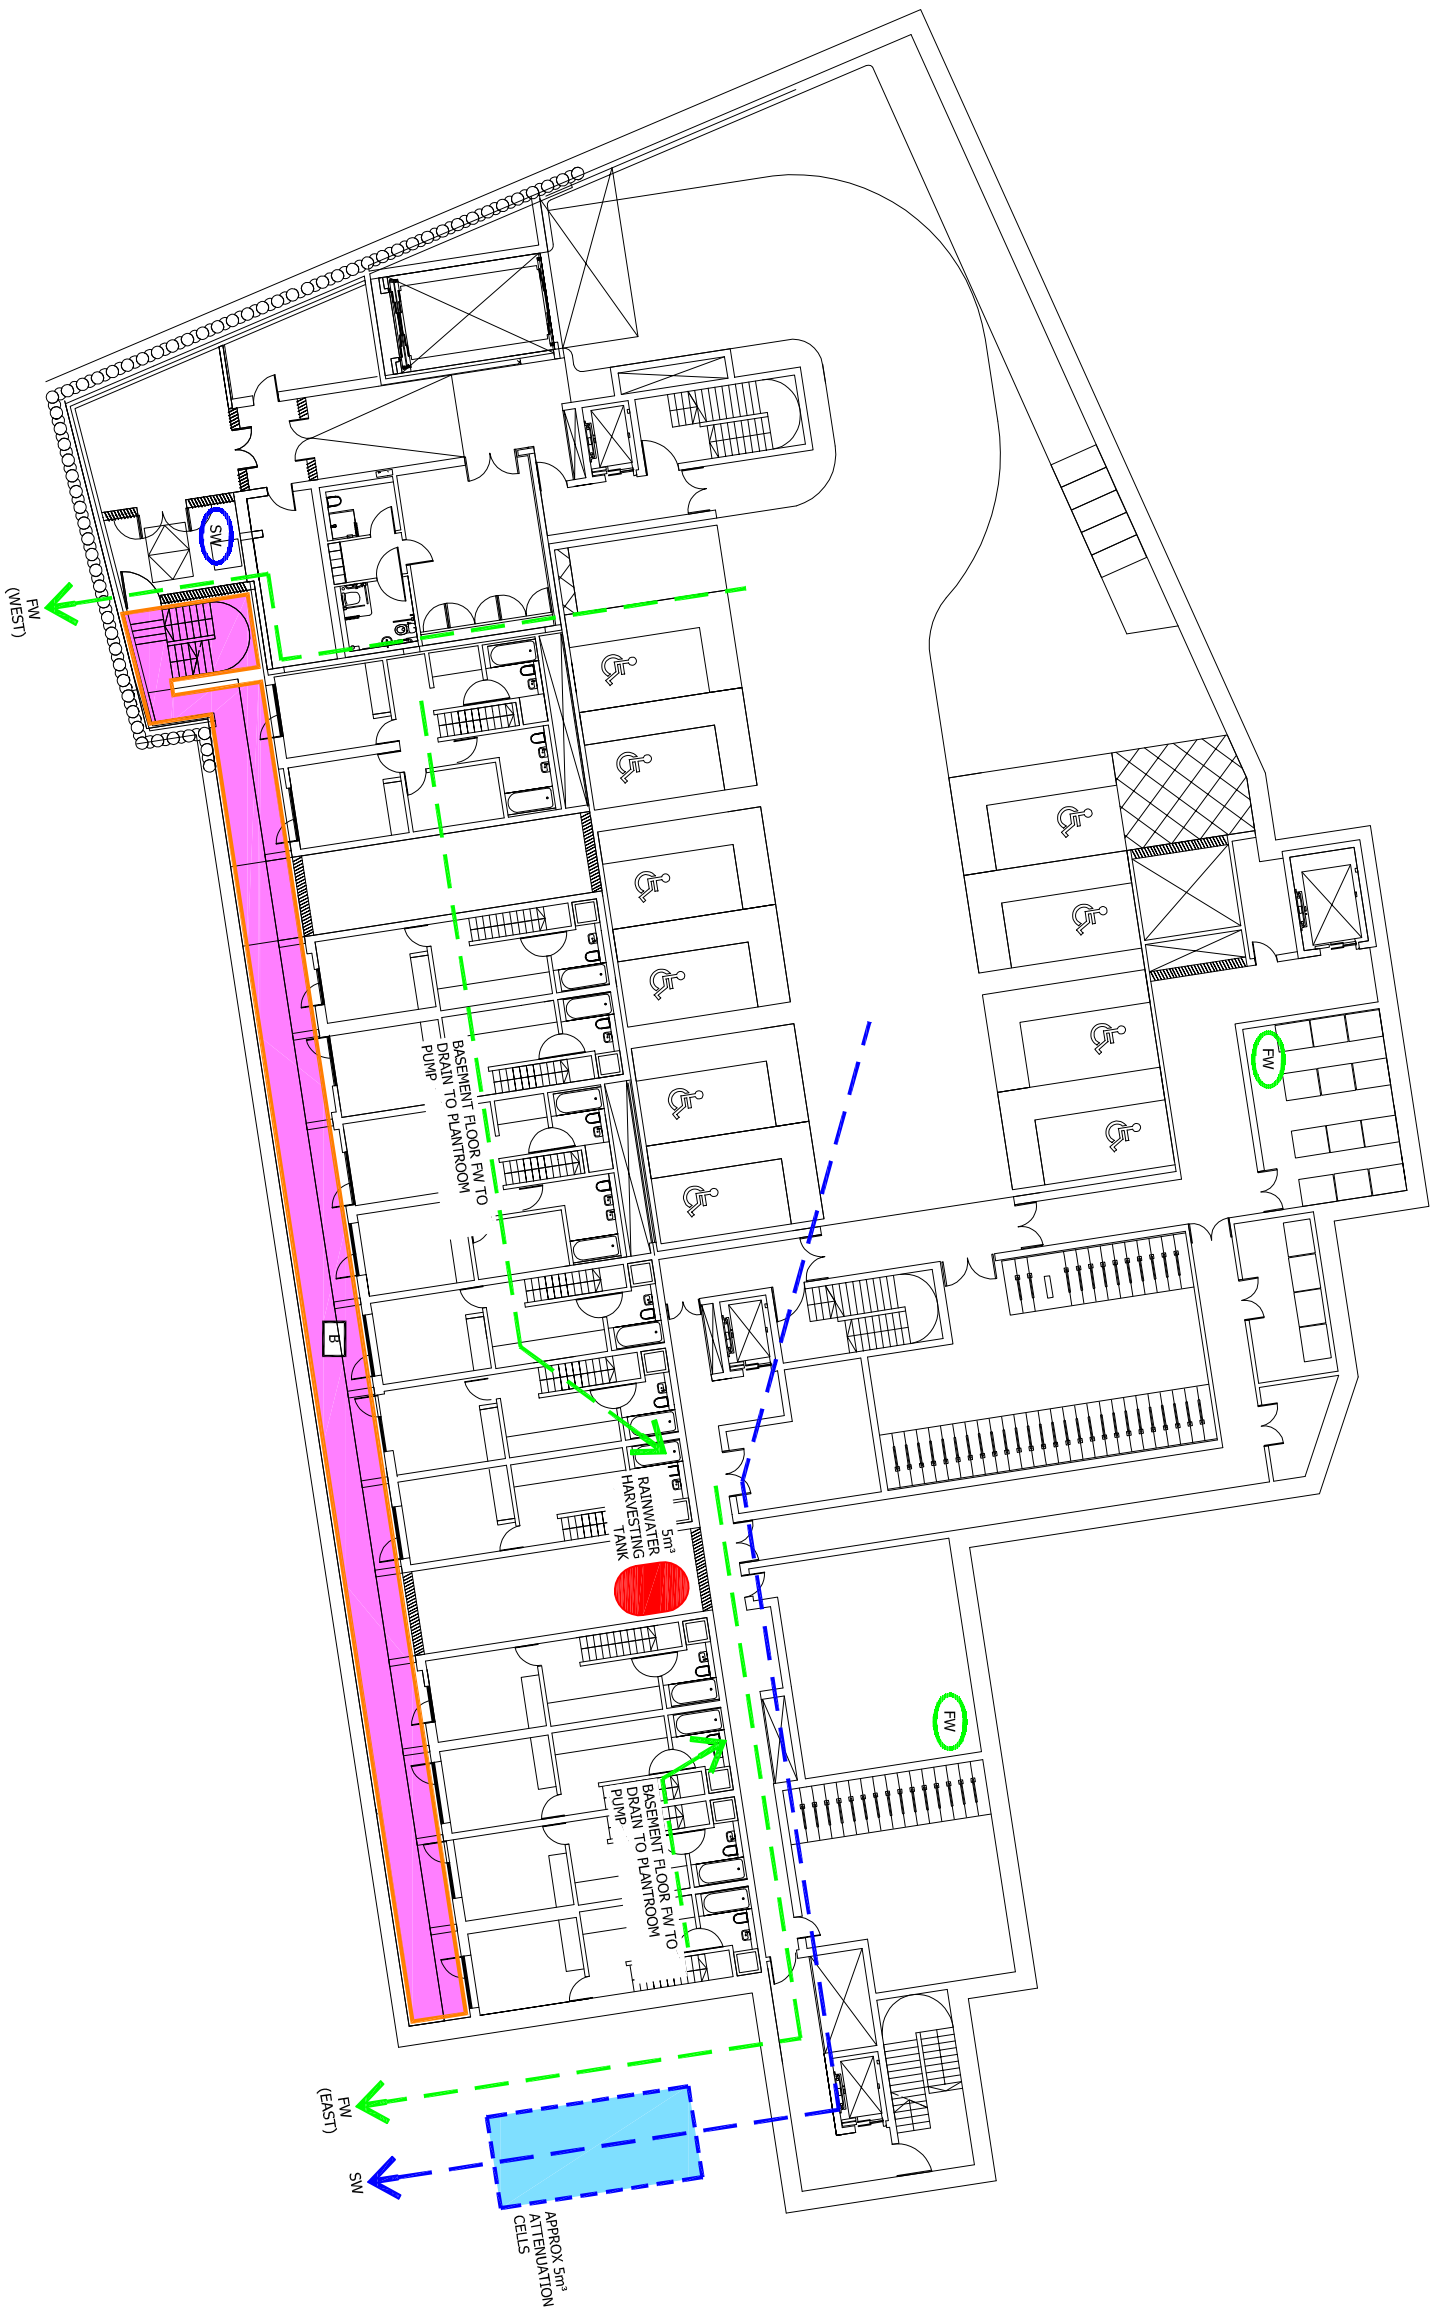 SW
FW
(WEST)
FW
BASEMENT FLOOR FW TO
DRAIN TO PLANTROOM
PUMP
B
5m³
RAINWATER
HARVESTING
TANK
FW
BASEMENT FLOOR FW TO
DRAIN TO PLANTROOM
PUMP
FW
(EAST)
SW
APPROX 5m³
ATTENUATION
CELLS